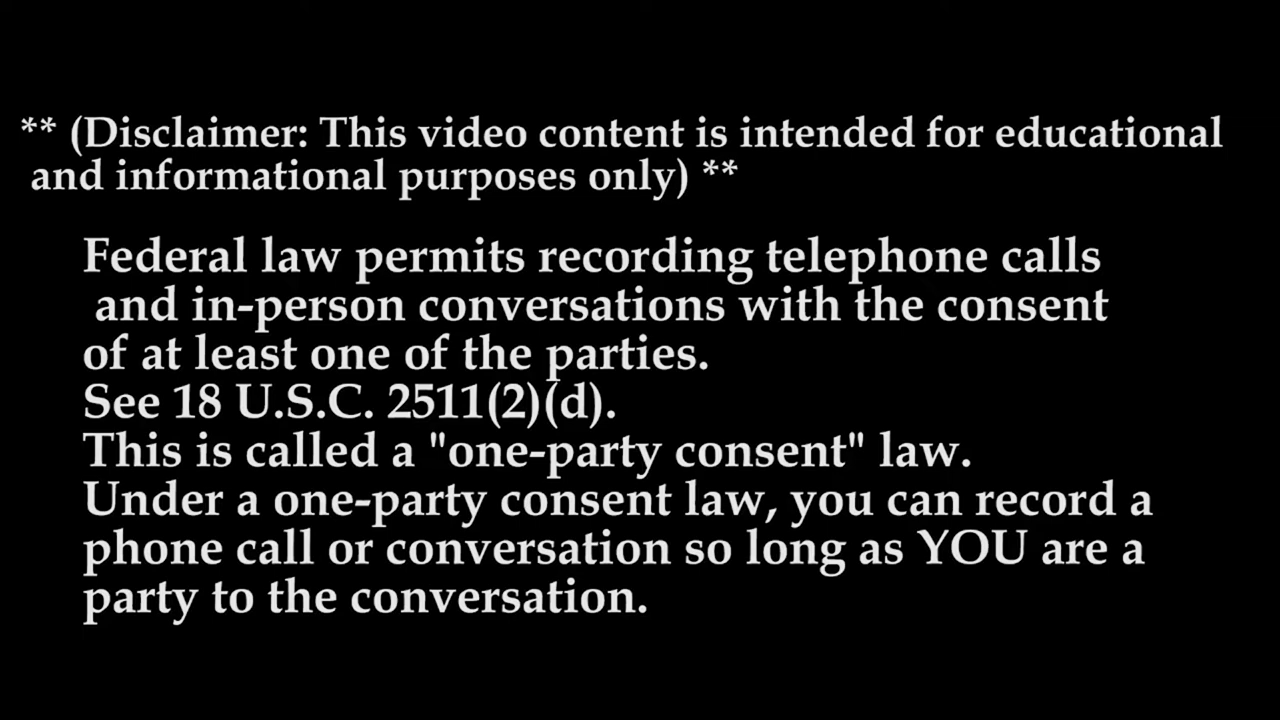 ** (Disclaimer: This video content is intended for educational
and informational purposes only) **
Federal law permits recording telephone calls
and in-person conversations with the consent
of at least one of the parties.
See 18 U.S.C. 2511(2)(d).
This is called a "one-party consent" law.
Under a one-party consent law, you can record a
phone call or conversation so long as YOU are a
party to the conversation.